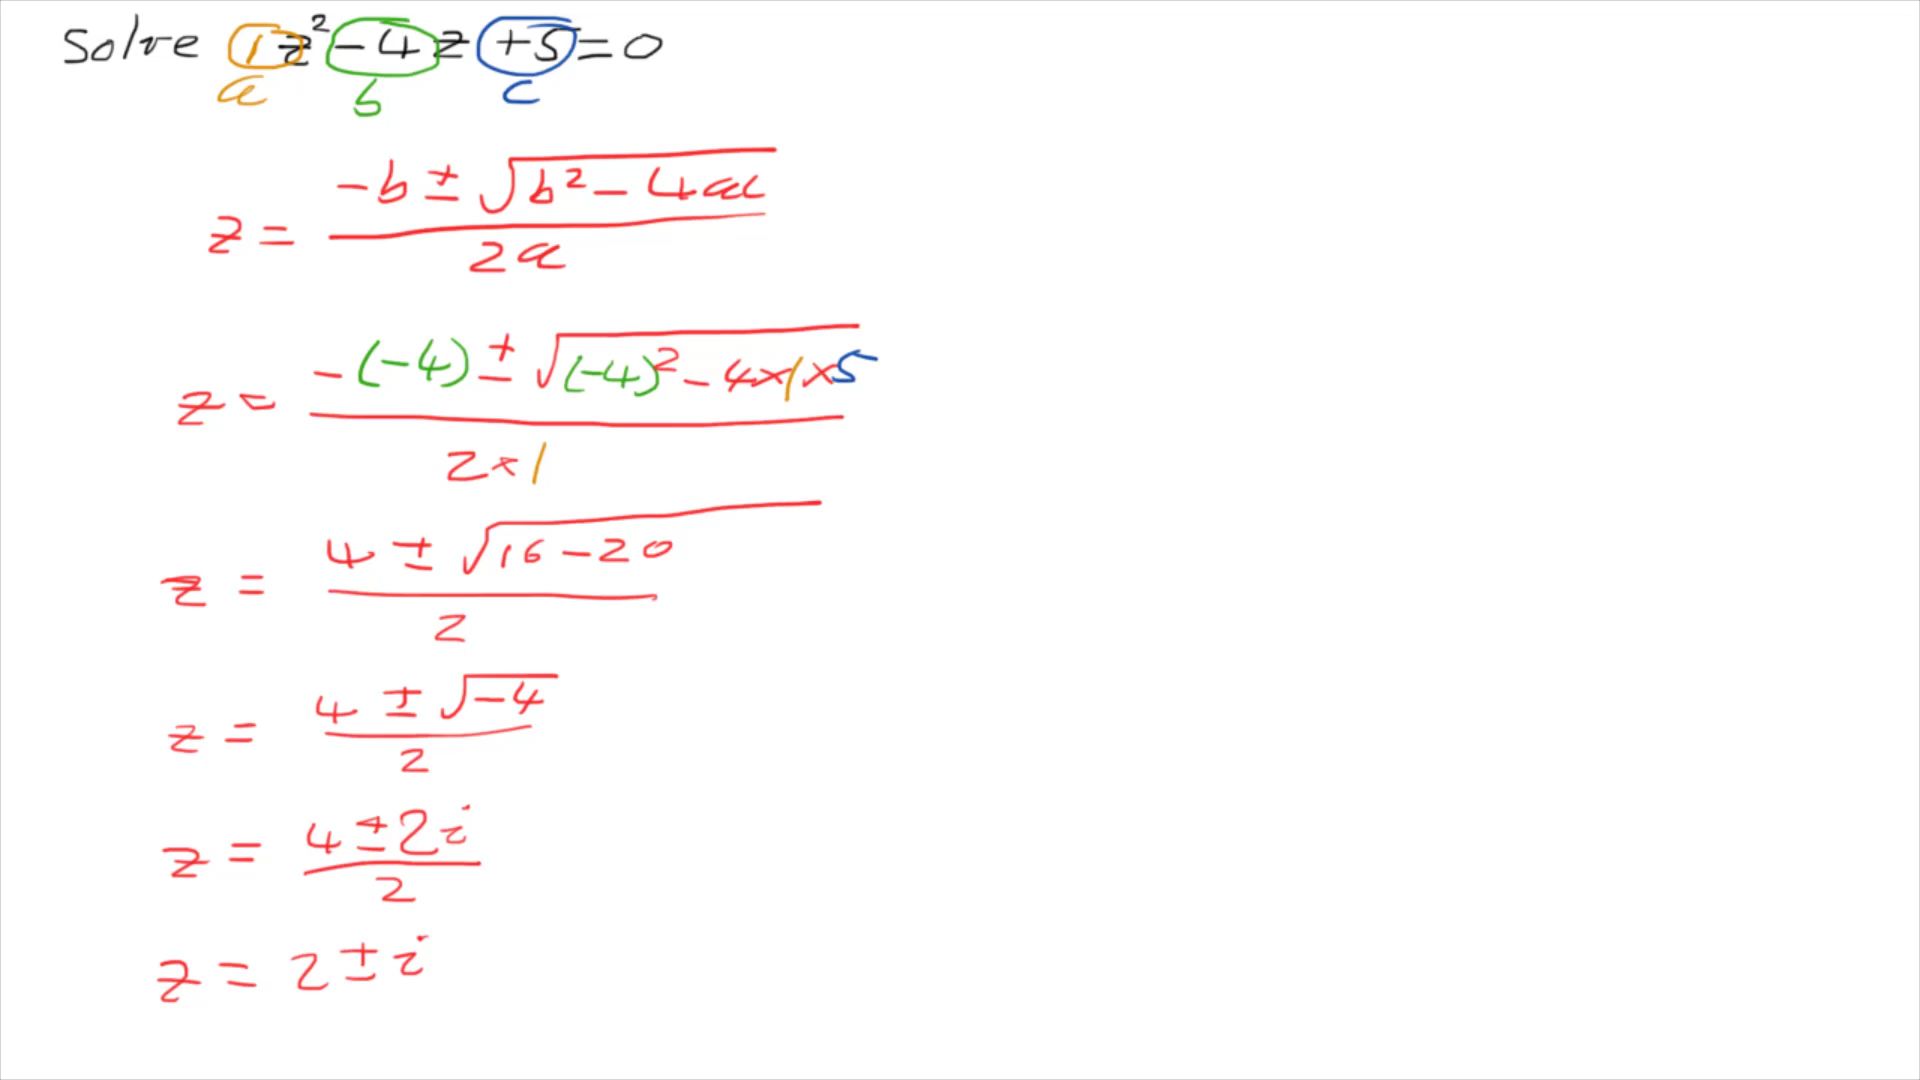 Solve 1z² - 4z + 5 = 0
a b c
z = (-b ± √(b² - 4ac)) / 2a
z = (-(-4) ± √((-4)² - 4×1×5)) / 2×1
z = (4 ± √(16 - 20)) / 2
z = (4 ± √-4) / 2
z = (4 ± 2i) / 2
z = 2 ± i